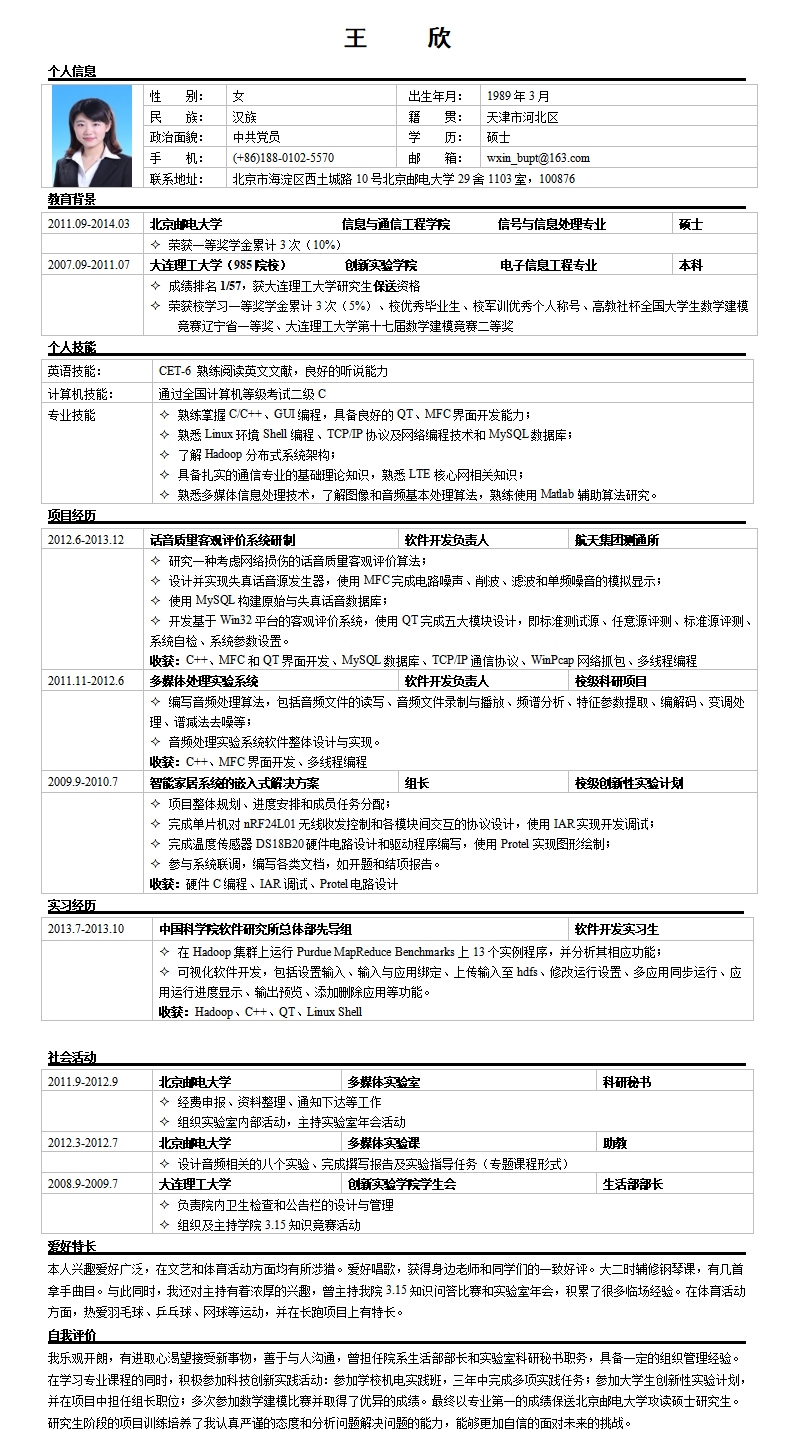 王 欣
个人信息
性 别： 女 出生年月： 1989 年 3 月
民 族： 汉族 籍 贯： 天津市河北区
政治面貌： 中共党员 学 历： 硕士
手 机： (+86)188-0102-5570 邮 箱： wxin_bupt@163.com
联系地址： 北京市海淀区西土城路 10 号北京邮电大学 29 舍 1103 室，100876
教育背景
2011.09-2014.03 北京邮电大学 信息与通信工程学院 信号与信息处理专业 硕士
✧ 荣获一等奖学金累计 3 次（10%）
2007.09-2011.07 大连理工大学（985 院校） 创新实验学院 电子信息工程专业 本科
✧ 成绩排名 1/57，获大连理工大学研究生保送资格
✧ 荣获校学习一等奖学金累计 3 次（5%）、校优秀毕业生、校军训优秀个人称号、高教社杯全国大学生数学建模
竞赛辽宁省一等奖、大连理工大学第十七届数学建模竞赛二等奖
个人技能
英语技能： CET-6 熟练阅读英文文献，良好的听说能力
计算机技能： 通过全国计算机等级考试二级 C
专业技能 ✧ 熟练掌握 C/C++、GUI 编程，具备良好的 QT、MFC 界面开发能力；
✧ 熟悉 Linux 环境 Shell 编程、TCP/IP 协议及网络编程技术和 MySQL 数据库；
✧ 了解 Hadoop 分布式系统架构；
✧ 具备扎实的通信专业的基础理论知识，熟悉 LTE 核心网相关知识；
✧ 熟悉多媒体信息处理技术，了解图像和音频基本处理算法，熟练使用 Matlab 辅助算法研究。
项目经历
2012.6-2013.12 话音质量客观评价系统研制 软件开发负责人 航天集团测通所
✧ 研究一种考虑网络损伤的话音质量客观评价算法；
✧ 设计并实现失真话音源发生器，使用 MFC 完成电路噪声、削波、滤波和单频噪音的模拟显示；
✧ 使用 MySQL 构建原始与失真话音数据库；
✧ 开发基于 Win32 平台的客观评价系统，使用 QT 完成五大模块设计，即标准测试源、任意源评测、标准源评测、
系统自检、系统参数设置。
收获：C++、MFC 和 QT 界面开发、MySQL 数据库、TCP/IP 通信协议、WinPcap 网络抓包、多线程编程
2011.11-2012.6 多媒体处理实验系统 软件开发负责人 校级科研项目
✧ 编写音频处理算法，包括音频文件的读写、音频文件录制与播放、频谱分析、特征参数提取、编解码、变调处
理、谱减法去噪等；
✧ 音频处理实验系统软件整体设计与实现。
收获：C++、MFC 界面开发、多线程编程
2009.9-2010.7 智能家居系统的嵌入式解决方案 组长 校级创新性实验计划
✧ 项目整体规划、进度安排和成员任务分配；
✧ 完成单片机对 nRF24L01 无线收发控制和各模块间交互的协议设计，使用 IAR 实现开发调试；
✧ 完成温度传感器 DS18B20 硬件电路设计和驱动程序编写，使用 Protel 实现图形绘制；
✧ 参与系统联调，编写各类文档，如开题和结项报告。
收获：硬件 C 编程、IAR 调试、Protel 电路设计
实习经历
2013.7-2013.10 中国科学院软件研究所总体部先导组 软件开发实习生
✧ 在 Hadoop 集群上运行 Purdue MapReduce Benchmarks 上 13 个实例程序，并分析其相应功能；
✧ 可视化软件开发，包括设置输入、输入与应用绑定、上传输入至 hdfs、修改运行设置、多应用同步运行、应
用运行进度显示、输出预览、添加删除应用等功能。
收获：Hadoop、C++、QT、Linux Shell
社会活动
2011.9-2012.9 北京邮电大学 多媒体实验室 科研秘书
✧ 经费申报、资料整理、通知下达等工作
✧ 组织实验室内部活动，主持实验室年会活动
2012.3-2012.7 北京邮电大学 多媒体实验课 助教
✧ 设计音频相关的八个实验、完成撰写报告及实验指导任务（专题课程形式）
2008.9-2009.7 大连理工大学 创新实验学院学生会 生活部部长
✧ 负责院内卫生检查和公告栏的设计与管理
✧ 组织及主持学院 3.15 知识竞赛活动
爱好特长
本人兴趣爱好广泛，在文艺和体育活动方面均有所涉猎。爱好唱歌，获得身边老师和同学们的一致好评。大二时辅修钢琴课，有几首
拿手曲目。与此同时，我还对主持有着浓厚的兴趣，曾主持我院 3.15 知识问答比赛和实验室年会，积累了很多临场经验。在体育活动
方面，热爱羽毛球、乒乓球、网球等运动，并在长跑项目上有特长。
自我评价
我乐观开朗，有进取心渴望接受新事物，善于与人沟通，曾担任院系生活部部长和实验室科研秘书职务，具备一定的组织管理经验。
在学习专业课程的同时，积极参加科技创新实践活动：参加学校机电实践班，三年中完成多项实践任务；参加大学生创新性实验计划，
并在项目中担任组长职位；多次参加数学建模比赛并取得了优异的成绩。最终以专业第一的成绩保送北京邮电大学攻读硕士研究生。
研究生阶段的项目训练培养了我认真严谨的态度和分析问题解决问题的能力，能够更加自信的面对未来的挑战。